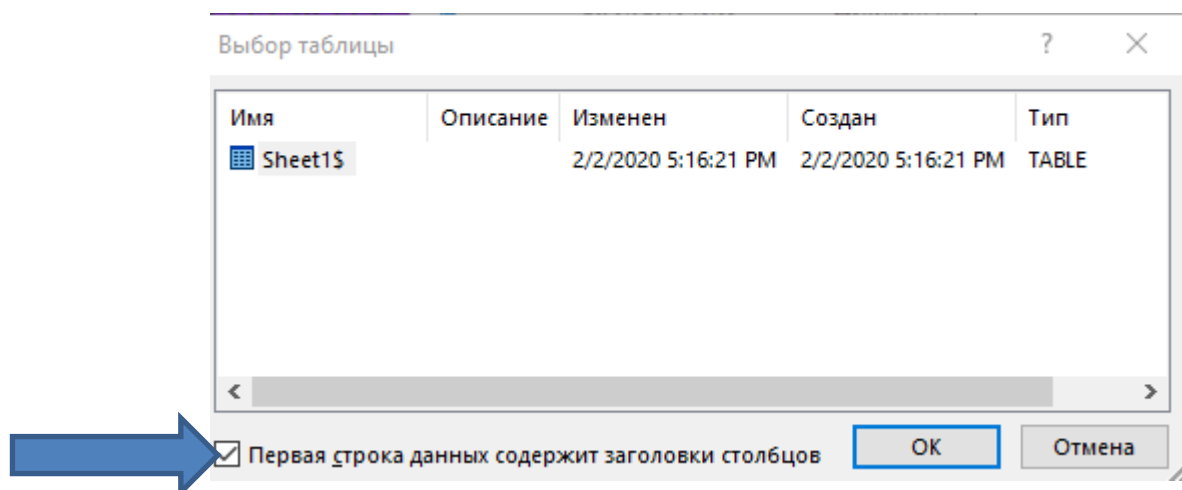 Выбор таблицы ?
Имя Описание Изменен Создан Тип
Sheet1$ 2/2/2020 5:16:21 PM 2/2/2020 5:16:21 PM TABLE
Первая строка данных содержит заголовки столбцов ОК Отмена